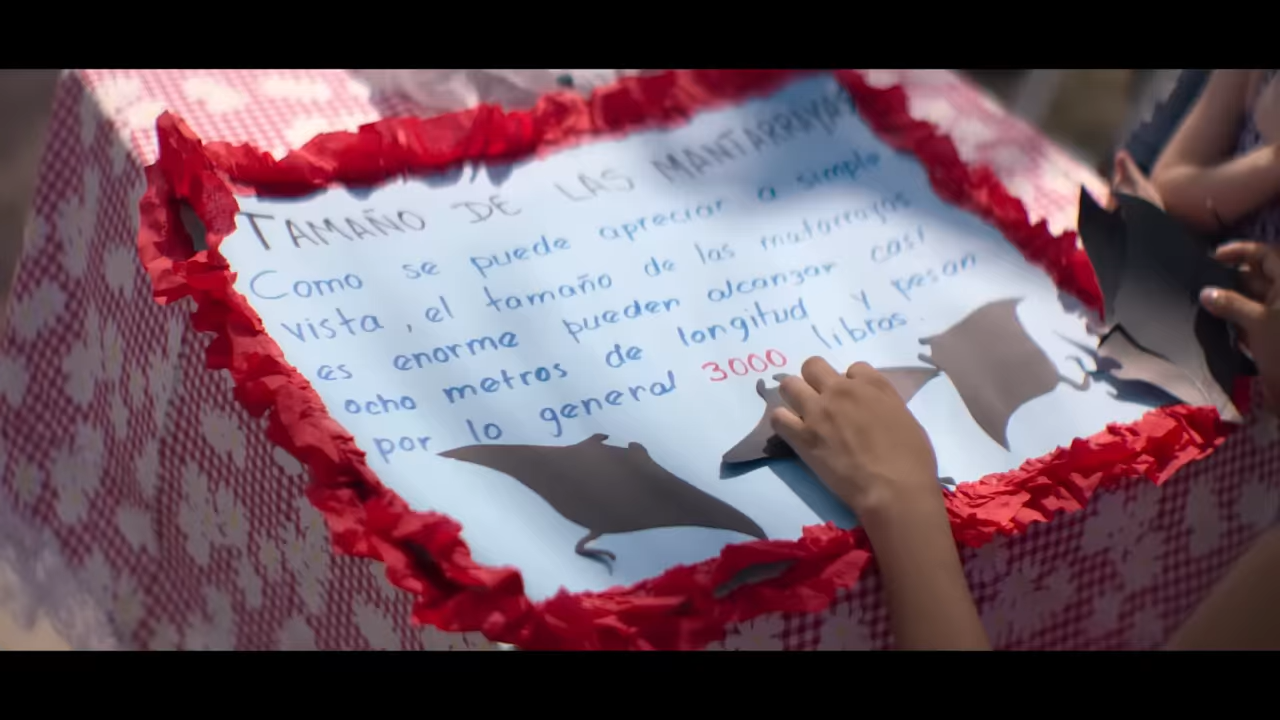 TAMAÑO DE LAS MANTARRAYAS
Como se puede apreciar a simple
vista, el tamaño de las matarrayas
es enorme pueden alcanzar casi
ocho metros de longitud y pesan
por lo general 3000 libras.